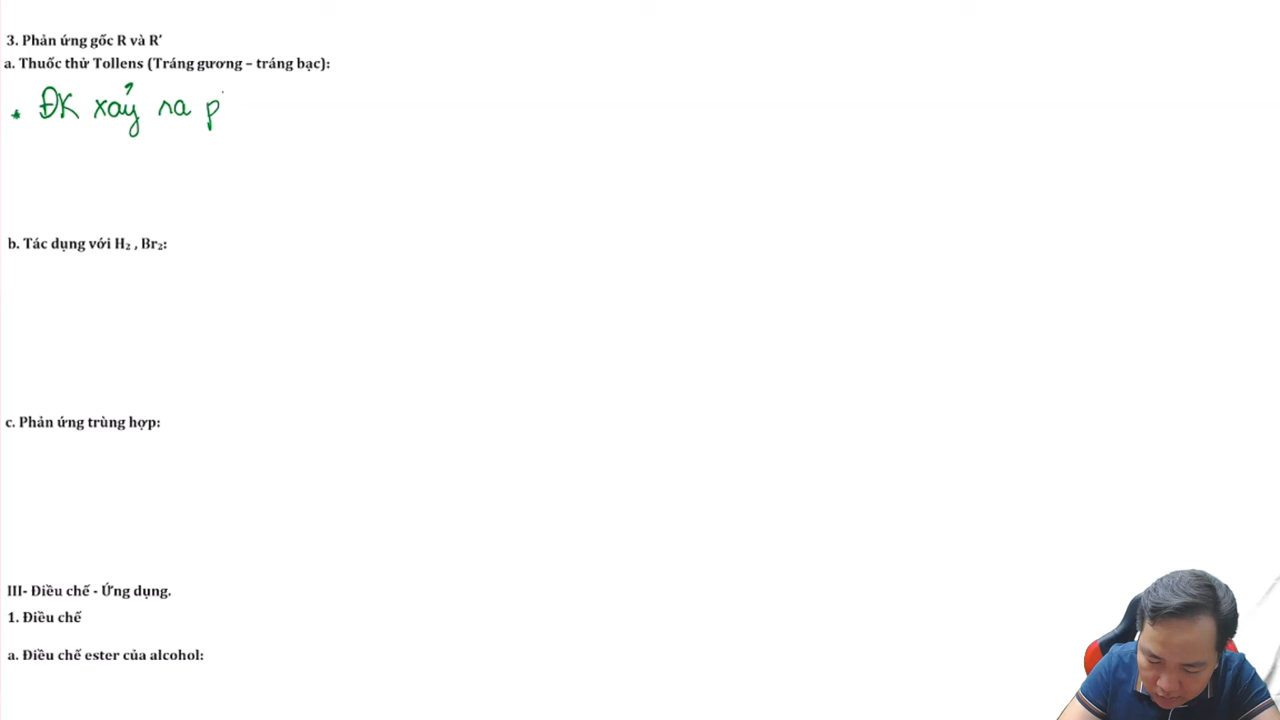 3. Phản ứng gốc R và R'
a. Thuốc thử Tollens (Tráng gương – tráng bạc):
* ĐK xảy ra p
b. Tác dụng với H₂ , Br₂:
c. Phản ứng trùng hợp:
III- Điều chế - Ứng dụng.
1. Điều chế
a. Điều chế ester của alcohol: